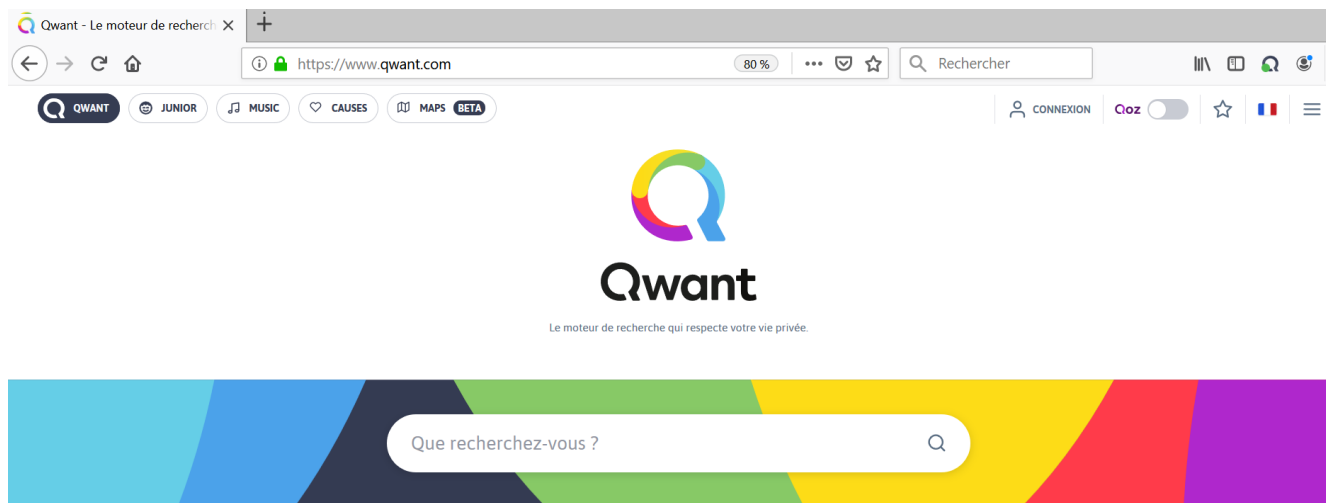 Qwant - Le moteur de recherch
https://www.qwant.com 80 % Rechercher
QWANT JUNIOR MUSIC CAUSES MAPS BETA CONNEXION Qoz
Qwant
Le moteur de recherche qui respecte votre vie privée.
Que recherchez-vous ?